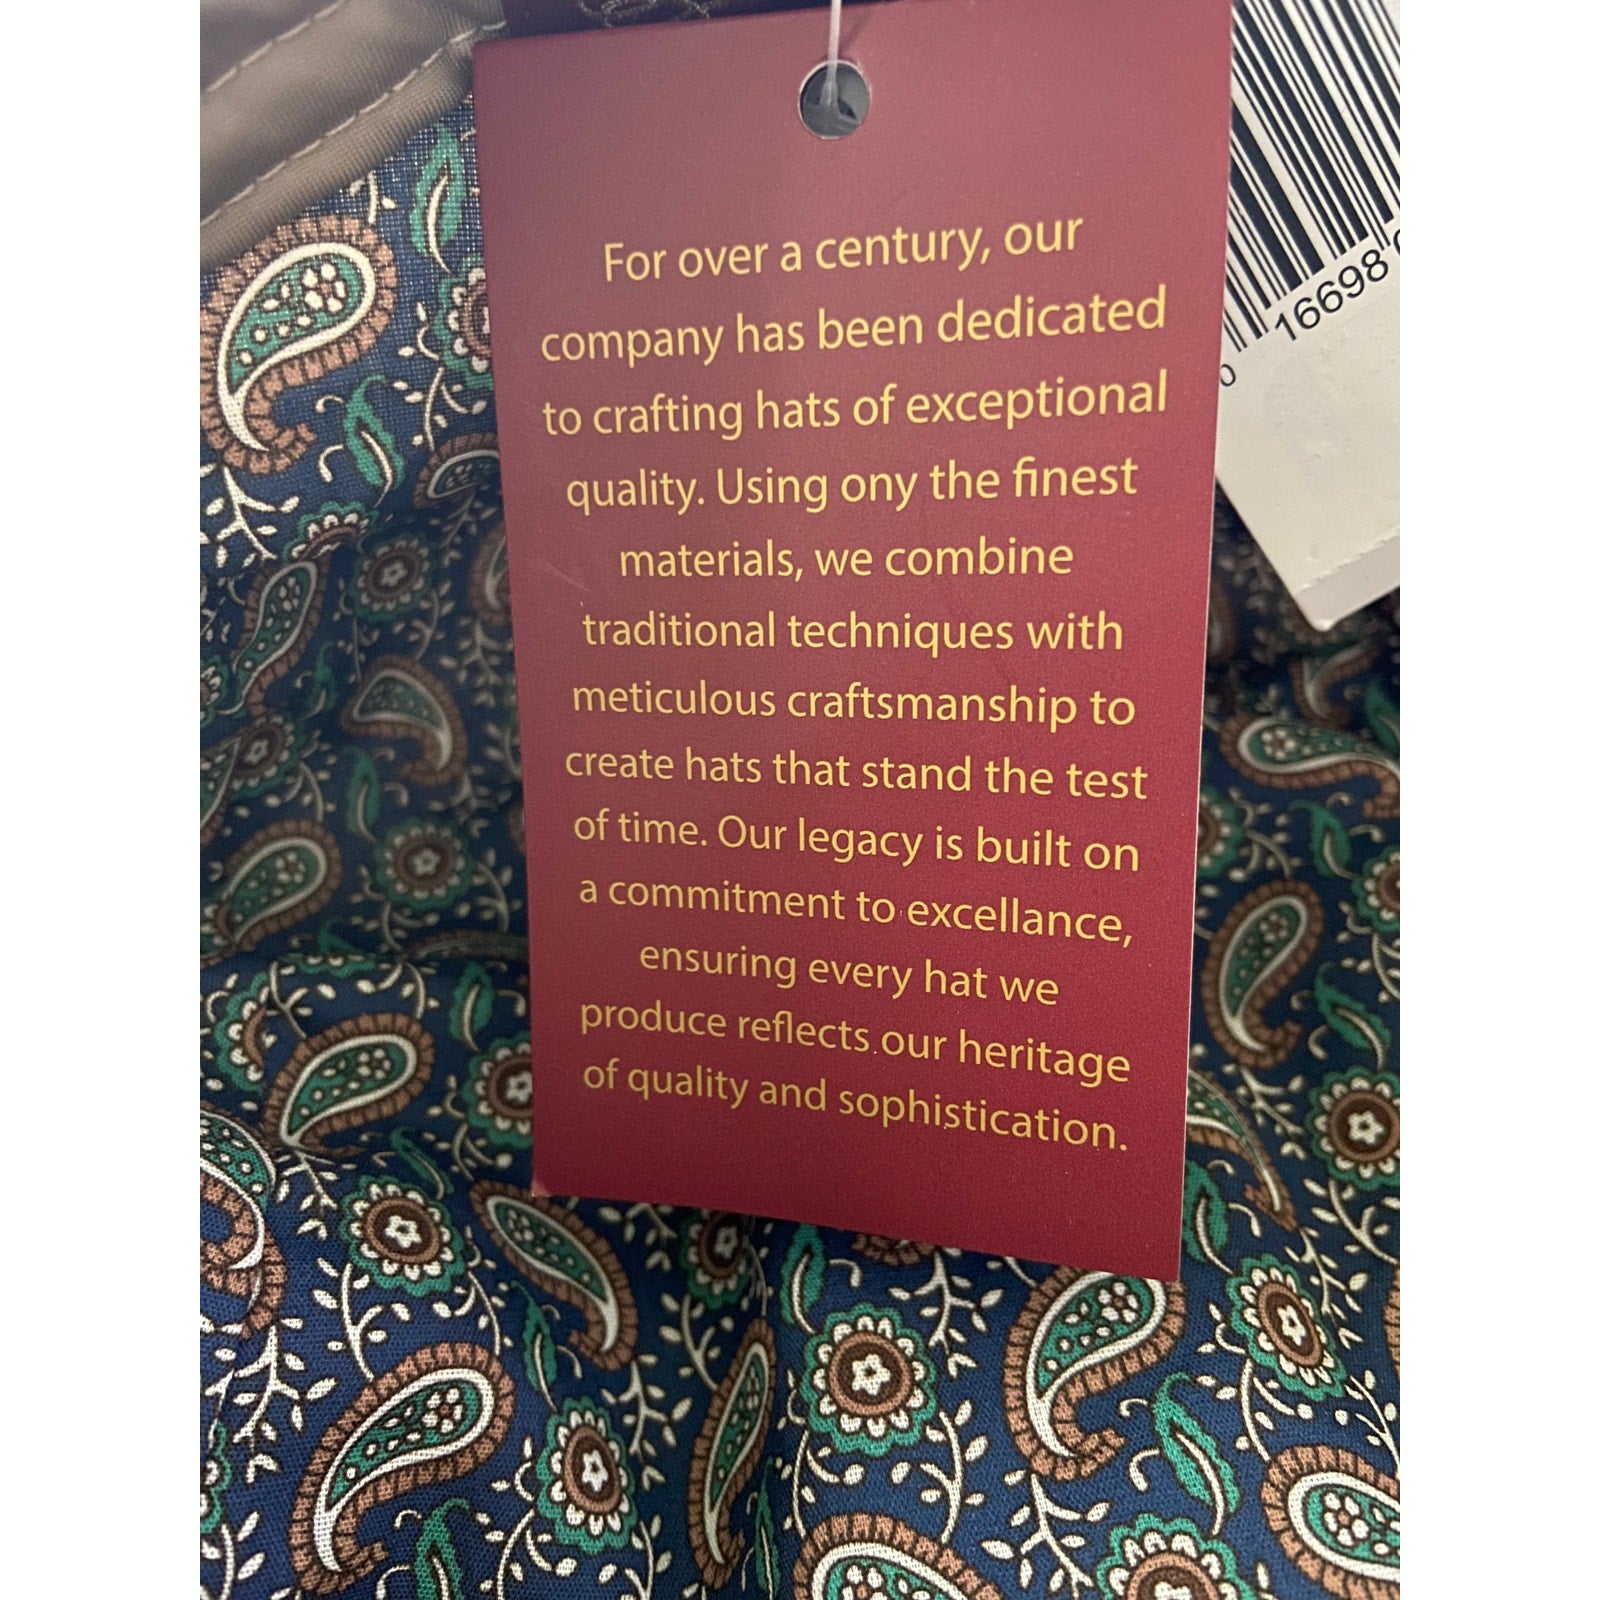 For over a century, our
company has been dedicated
to crafting hats of exceptional
quality. Using ony the finest
materials, we combine
traditional techniques with
meticulous craftsmanship to
create hats that stand the test
of time. Our legacy is built on
a commitment to excellance,
ensuring every hat we
produce reflects our heritage
of quality and sophistication.
0 16698